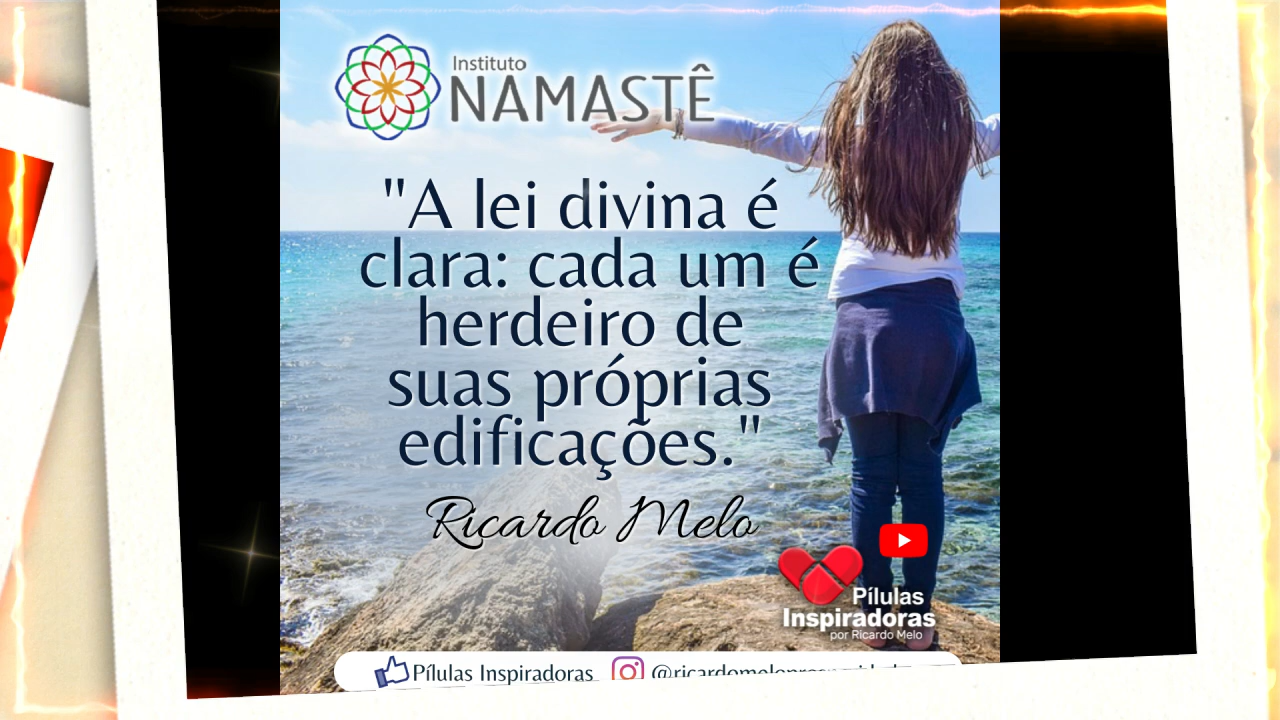 Instituto
NAMASTÊ
"A lei divina é
clara: cada um é
herdeiro de
suas próprias
edificações."
Ricardo Melo
Pílulas
Inspiradoras
por Ricardo Melo
Pílulas Inspiradoras